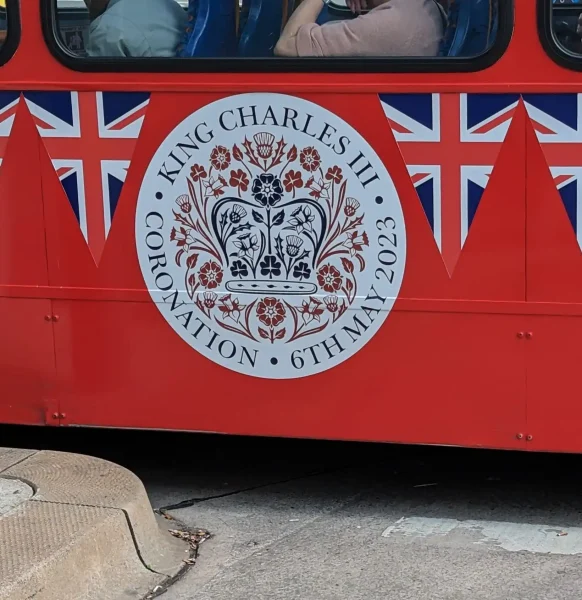 KING CHARLES III
CORONATION • 6TH MAY 2023